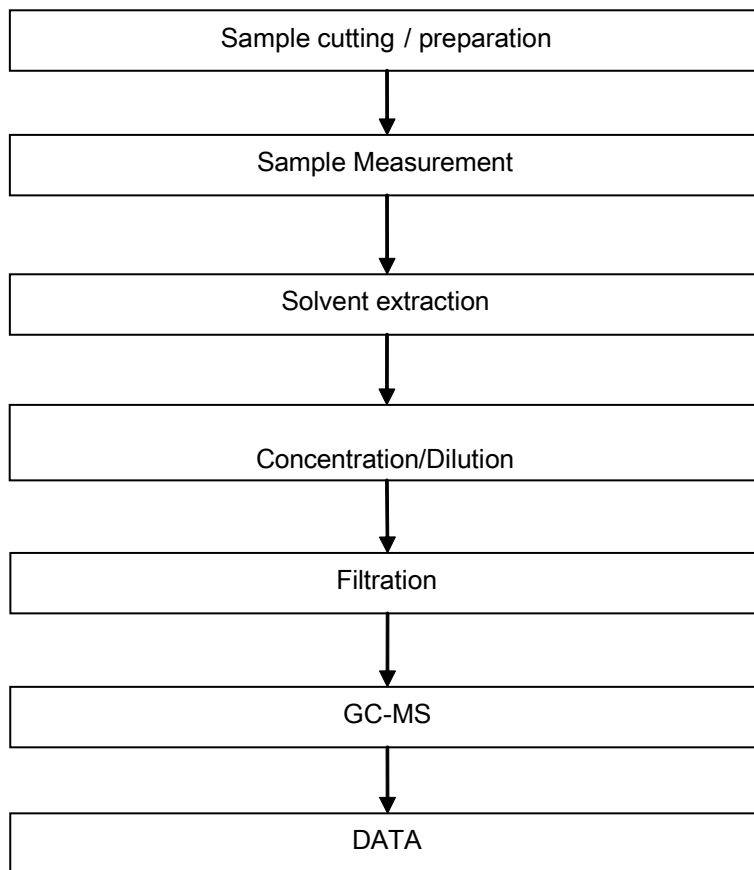 Sample cutting / preparation
Sample Measurement
Solvent extraction
Concentration/Dilution
Filtration
GC-MS
DATA